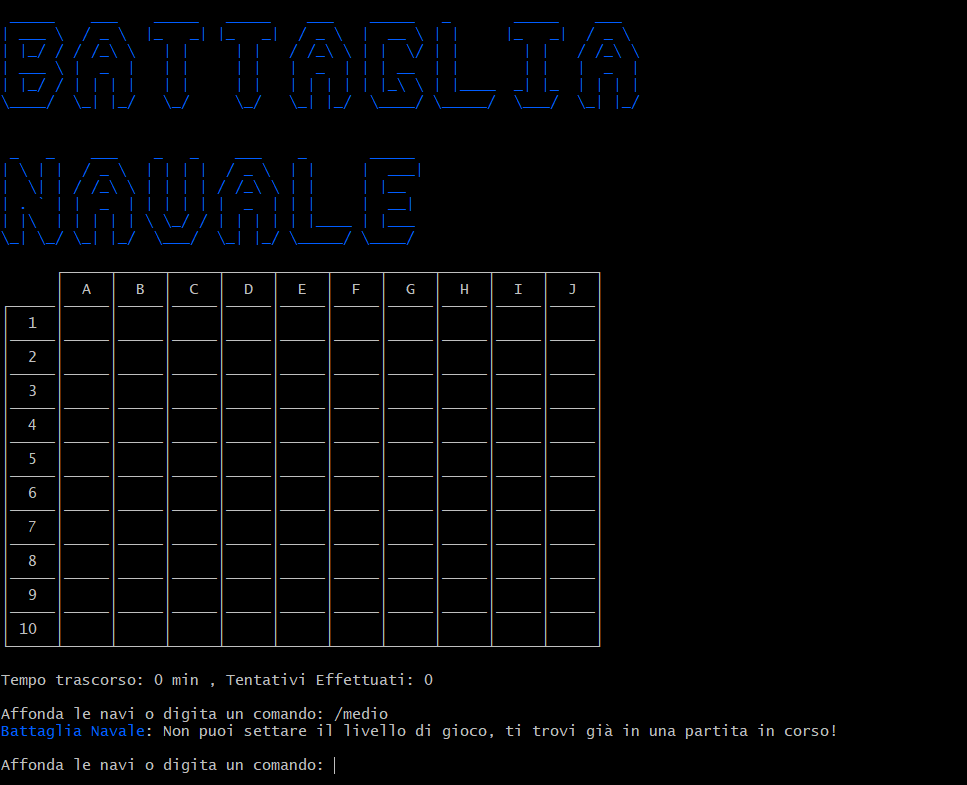 BATTAGLIA
NAVALE
A B C D E F G H I J
1
2
3
4
5
6
7
8
9
10
Tempo trascorso: 0 min , Tentativi Effettuati: 0
Affonda le navi o digita un comando: /medio
Battaglia Navale: Non puoi settare il livello di gioco, ti trovi già in una partita in corso!
Affonda le navi o digita un comando: